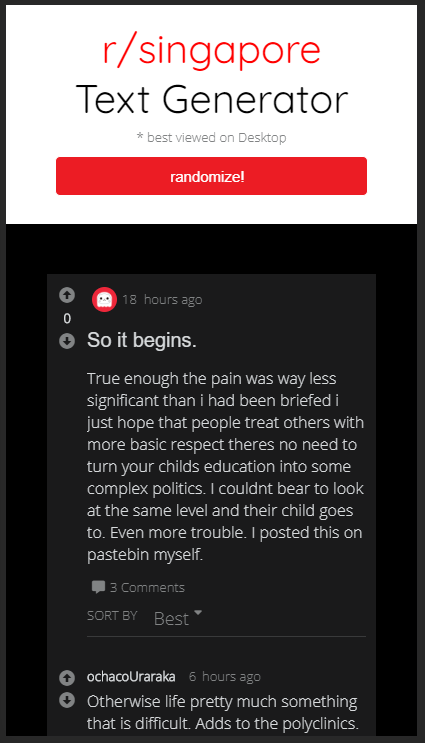 r/singapore
Text Generator
* best viewed on Desktop
randomize!
18 hours ago
0
So it begins.
True enough the pain was way less
significant than i had been briefed i
just hope that people treat others with
more basic respect theres no need to
turn your childs education into some
complex politics. I couldnt bear to look
at the same level and their child goes
to. Even more trouble. I posted this on
pastebin myself.
3 Comments
SORT BY Best
ochacoUraraka 6 hours ago
Otherwise life pretty much something
that is difficult. Adds to the polyclinics.